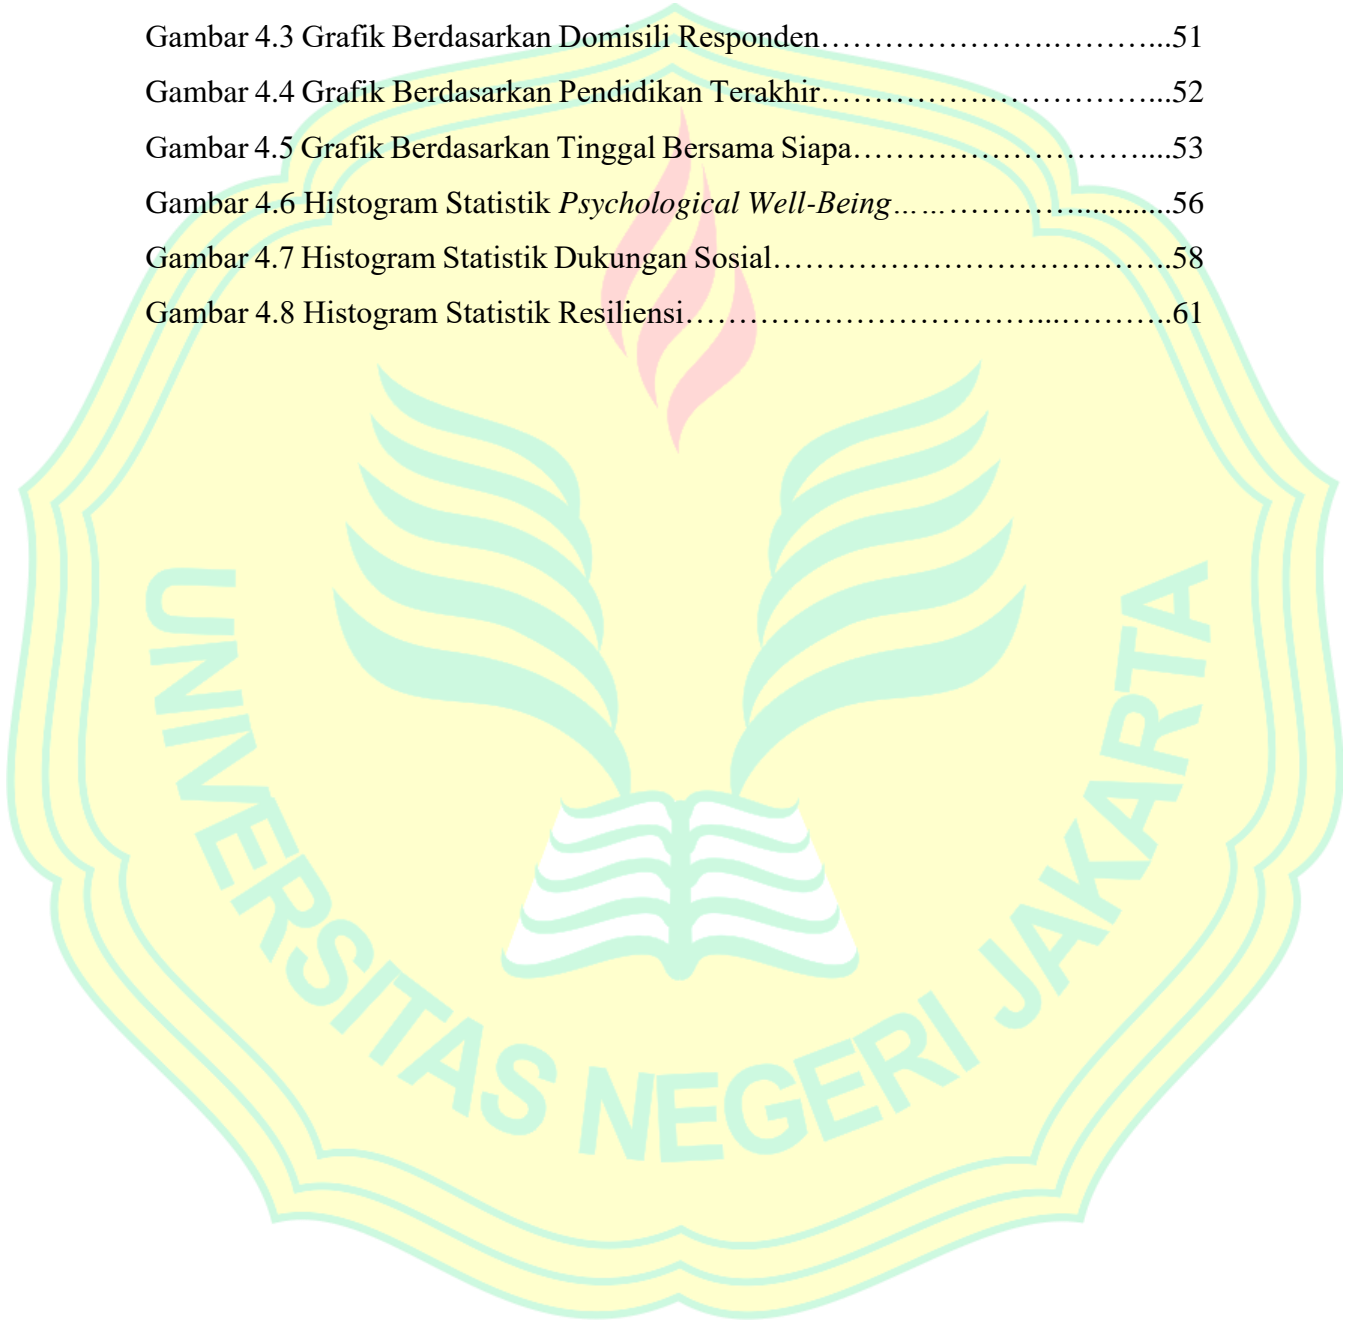 Gambar 4.3 Grafik Berdasarkan Domisili Responden………………….………...51
Gambar 4.4 Grafik Berdasarkan Pendidikan Terakhir…………….……………...52
Gambar 4.5 Grafik Berdasarkan Tinggal Bersama Siapa……………………….....53
Gambar 4.6 Histogram Statistik Psychological Well-Being………………............56
Gambar 4.7 Histogram Statistik Dukungan Sosial………………………………..58
Gambar 4.8 Histogram Statistik Resiliensi……………………………...………..61
UNIVERSITAS NEGERI JAKARTA